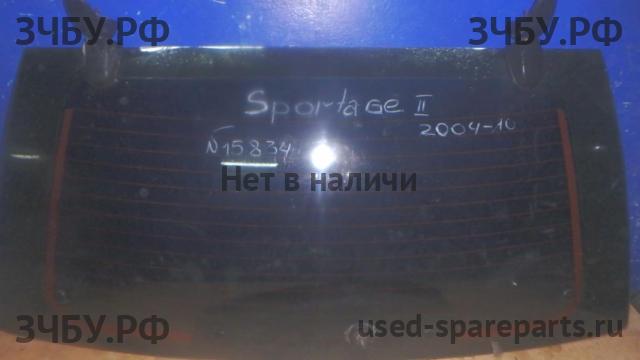 ЗЧБУ.РФ ЗЧБУ.РФ
Sportage II
2004-10
N15834
Нет в наличи
ЗЧБУ.РФ used-spareparts.ru